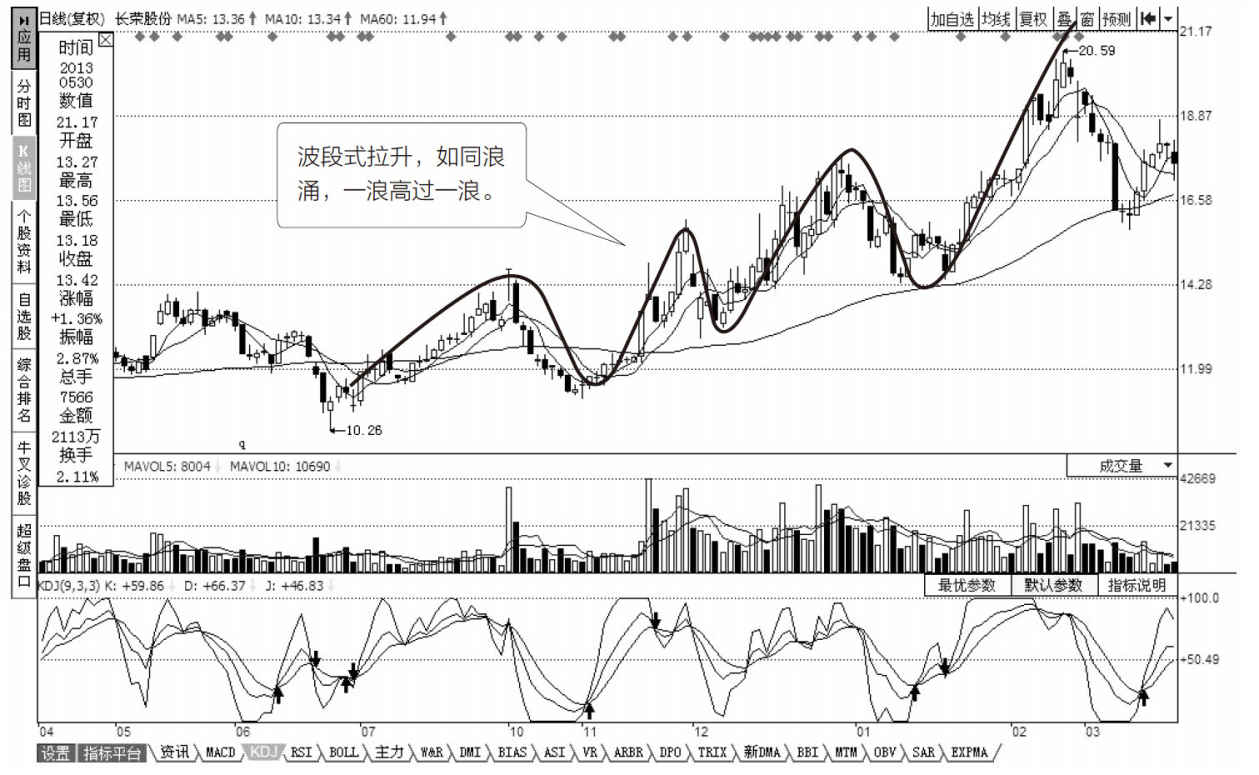 日线(复权) 长荣股份 MA5: 13.36 MA10: 13.34 MA60: 11.94
加自选 均线 复权 叠 窗 预测
应用
分时图
K线图
个股资料
自选股
综合排名
牛叉诊股
超级盘口
时间
2013
0530
数值
21.17
开盘
13.27
最高
13.56
最低
13.18
收盘
13.42
涨幅
+1.36%
振幅
2.87%
总手
7566
金额
2113万
换手
2.11%
波段式拉升，如同浪
涌，一浪高过一浪。
20.59
10.26
q
21.17
18.87
16.58
14.28
11.99
MAVOL5: 8004 MAVOL10: 10690
成交量
42669
21335
KDJ(9,3,3) K: +59.86 D: +66.37 J: +46.83
最优参数 默认参数 指标说明
+100.0
+50.49
04 05 06 07 10 11 12 01 02 03
设置 指标平台 资讯 MACD KDJ RSI BOLL 主力 W&R DMI BIAS ASI VR ARBR DPO TRIX 新DMA BBI MTM OBV SAR EXPMA